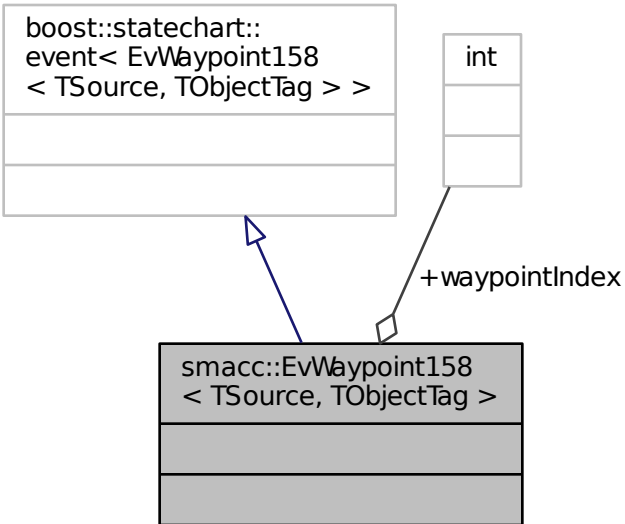 boost::statechart::
event< EvWaypoint158
< TSource, TObjectTag > >
int
+waypointIndex
smacc::EvWaypoint158
< TSource, TObjectTag >